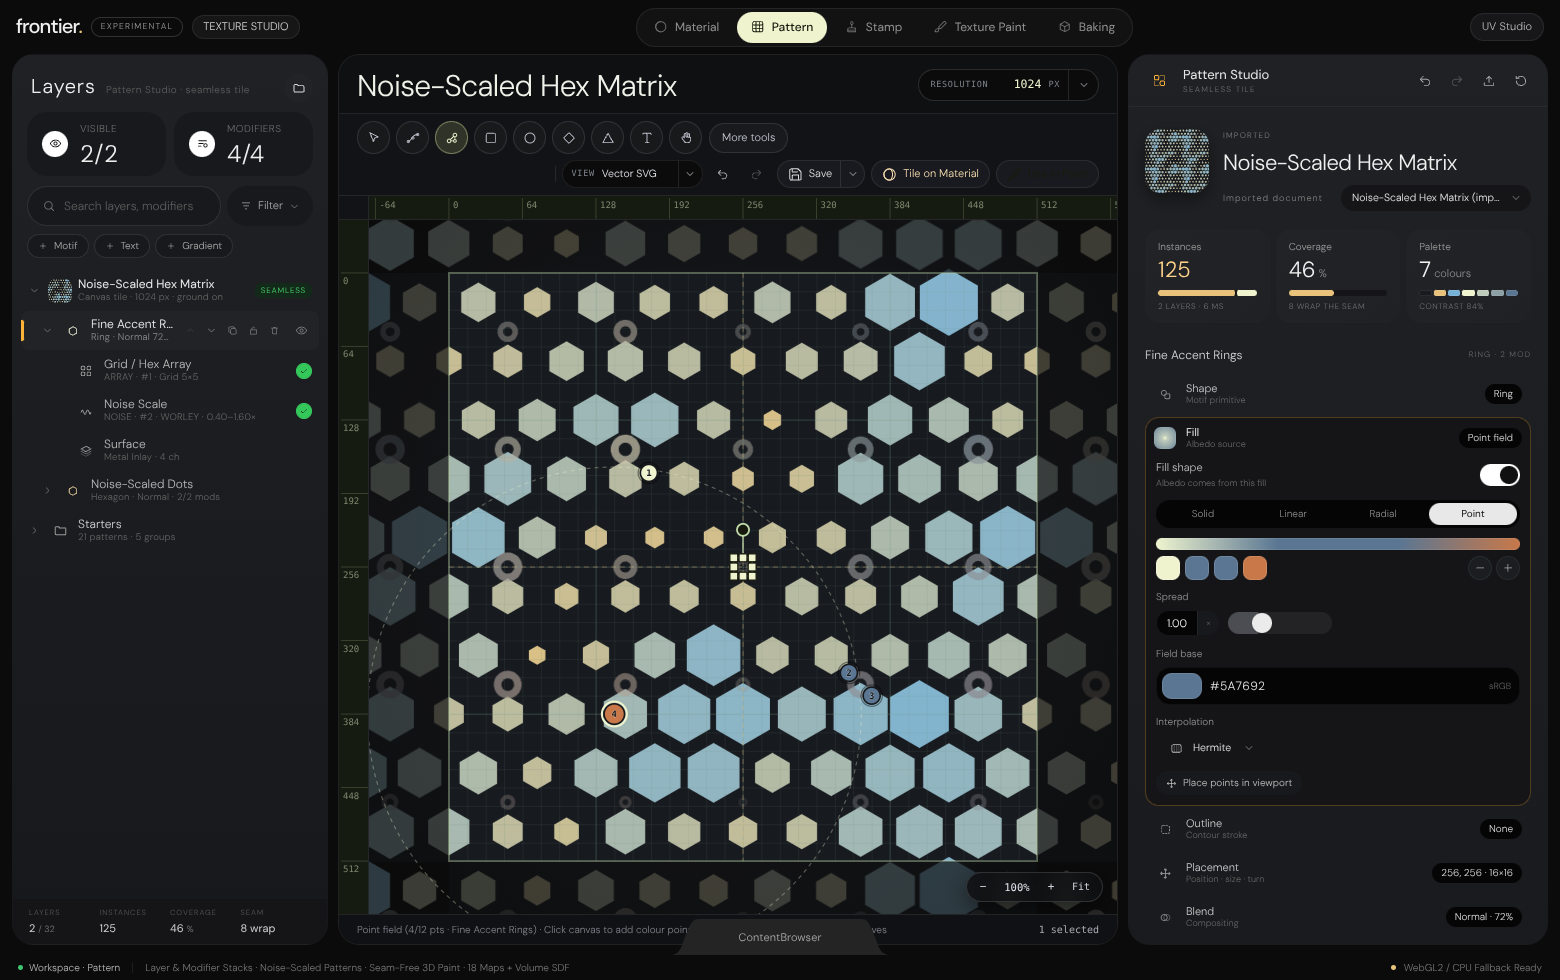 frontier.
EXPERIMENTAL
TEXTURE STUDIO
Material
Pattern
Stamp
Texture Paint
Baking
UV Studio
Layers
Pattern Studio · seamless tile
VISIBLE
2/2
MODIFIERS
4/4
Search layers, modifiers
Filter
+ Motif
+ Text
+ Gradient
Noise-Scaled Hex Matrix
Canvas tile · 1024 px · ground on
SEAMLESS
Fine Accent R...
Ring · Normal 72...
Grid / Hex Array
ARRAY · #1 · Grid 5×5
Noise Scale
NOISE · #2 · WORLEY · 0.40–1.60×
Surface
Metal Inlay · 4 ch
Noise-Scaled Dots
Hexagon · Normal · 2/2 mods
Starters
21 patterns · 5 groups
LAYERS
2 / 32
INSTANCES
125
COVERAGE
46 %
SEAM
8 wrap
Noise-Scaled Hex Matrix
RESOLUTION 1024 PX
T
More tools
VIEW Vector SVG
Save
Tile on Material
-64 0 64 128 192 256 320 384 448 512 5
0
64
128
192
256
320
384
448
512
1
2
3
4
− 100% + Fit
Point field (4/12 pts · Fine Accent Rings) · Click canvas to add colour poin
ves
1 selected
ContentBrowser
Pattern Studio
SEAMLESS TILE
IMPORTED
Noise-Scaled Hex Matrix
Imported document
Noise-Scaled Hex Matrix (imp...
Instances
125
2 LAYERS · 6 MS
Coverage
46 %
8 WRAP THE SEAM
Palette
7 colours
CONTRAST 84%
Fine Accent Rings
RING · 2 MOD
Shape
Motif primitive
Ring
Fill
Albedo source
Point field
Fill shape
Albedo comes from this fill
Solid
Linear
Radial
Point
− +
Spread
1.00 ×
Field base
#5A7692
sRGB
Interpolation
Hermite
Place points in viewport
Outline
Contour stroke
None
Placement
Position · size · turn
256, 256 · 16×16
Blend
Compositing
Normal · 72%
Workspace · Pattern
Layer & Modifier Stacks · Noise-Scaled Patterns · Seam-Free 3D Paint · 18 Maps + Volume SDF
WebGL2 / CPU Fallback Ready